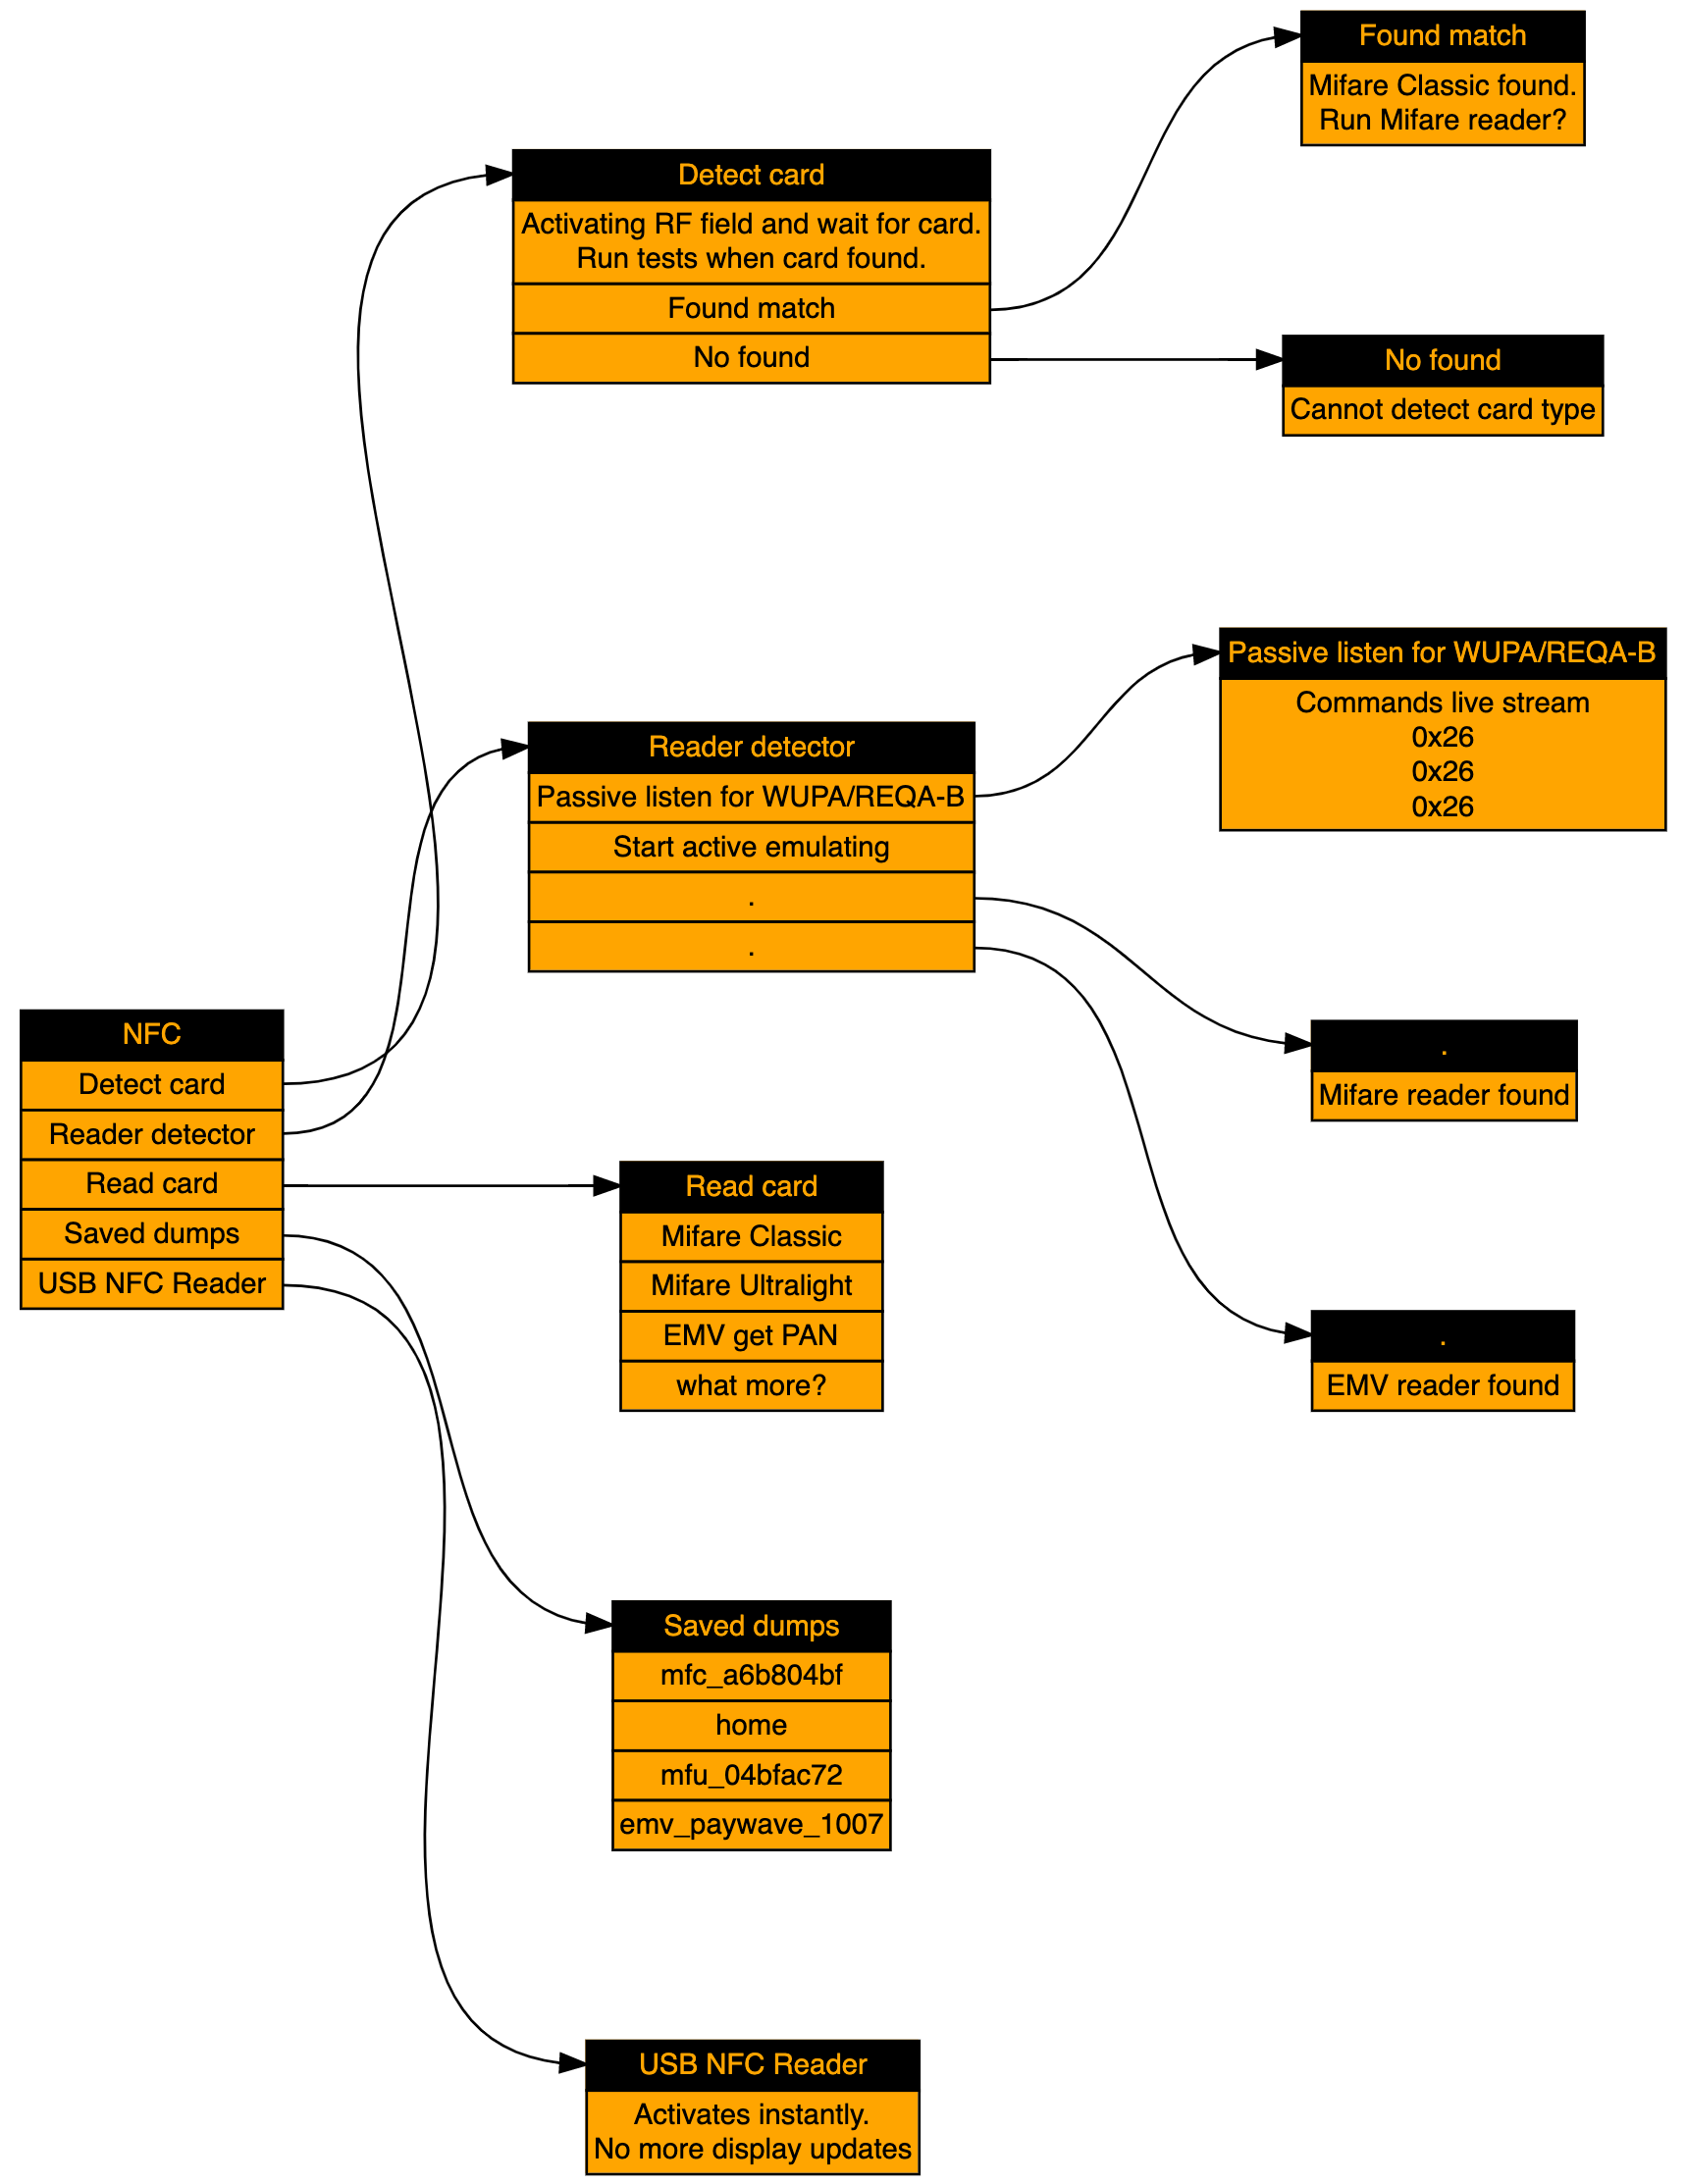 Found match
Mifare Classic found.
Run Mifare reader?
Detect card
Activating RF field and wait for card.
Run tests when card found.
Found match
No found
No found
Cannot detect card type
Passive listen for WUPA/REQA-B
Commands live stream
0x26
0x26
0x26
Reader detector
Passive listen for WUPA/REQA-B
Start active emulating
.
.
.
Mifare reader found
.
EMV reader found
NFC
Detect card
Reader detector
Read card
Saved dumps
USB NFC Reader
Read card
Mifare Classic
Mifare Ultralight
EMV get PAN
what more?
Saved dumps
mfc_a6b804bf
home
mfu_04bfac72
emv_paywave_1007
USB NFC Reader
Activates instantly.
No more display updates